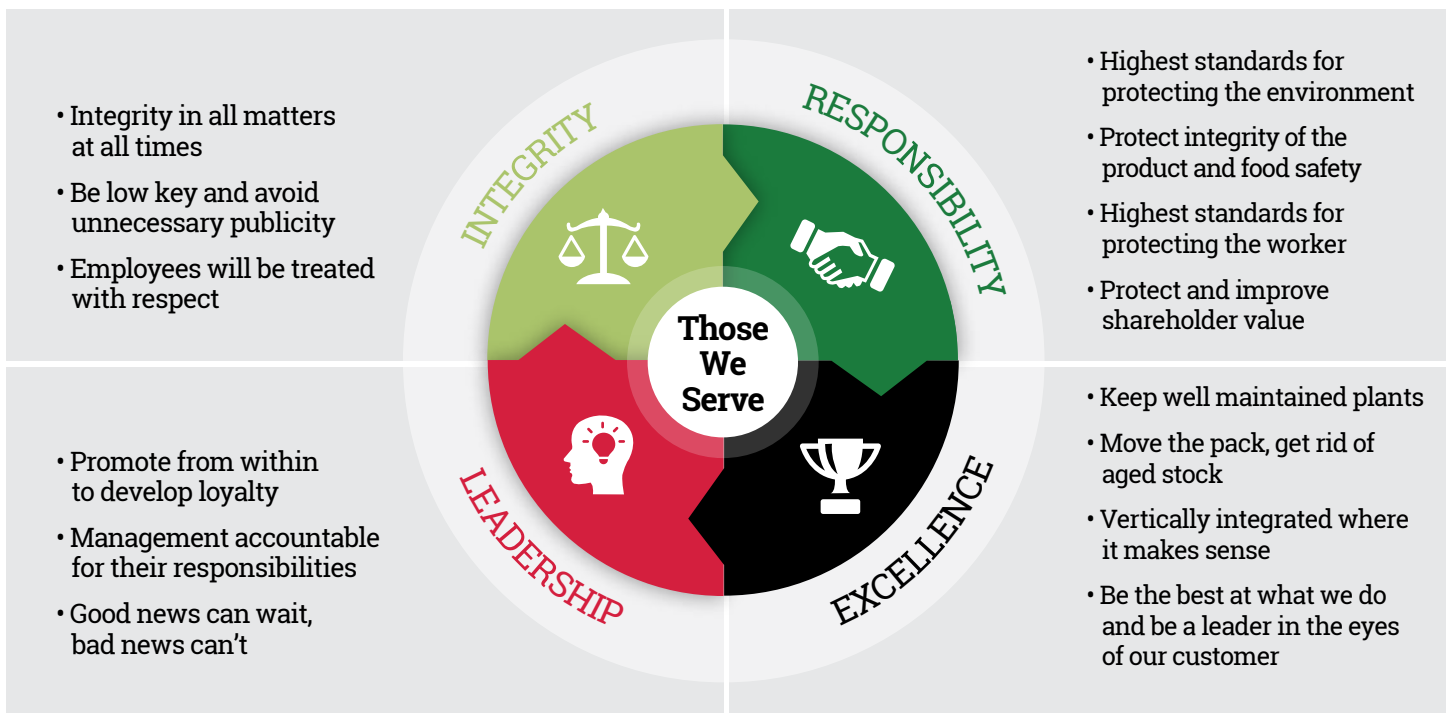 INTEGRITY
• Integrity in all matters
at all times
• Be low key and avoid
unnecessary publicity
• Employees will be treated
with respect
RESPONSIBILITY
• Highest standards for
protecting the environment
• Protect integrity of the
product and food safety
• Highest standards for
protecting the worker
• Protect and improve
shareholder value
Those
We
Serve
LEADERSHIP
• Promote from within
to develop loyalty
• Management accountable
for their responsibilities
• Good news can wait,
bad news can’t
EXCELLENCE
• Keep well maintained plants
• Move the pack, get rid of
aged stock
• Vertically integrated where
it makes sense
• Be the best at what we do
and be a leader in the eyes
of our customer